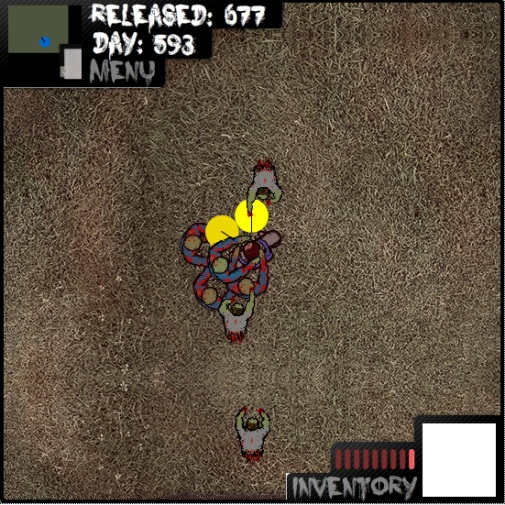 RELEASED: 677
DAY: 593
MENU
INVENTORY